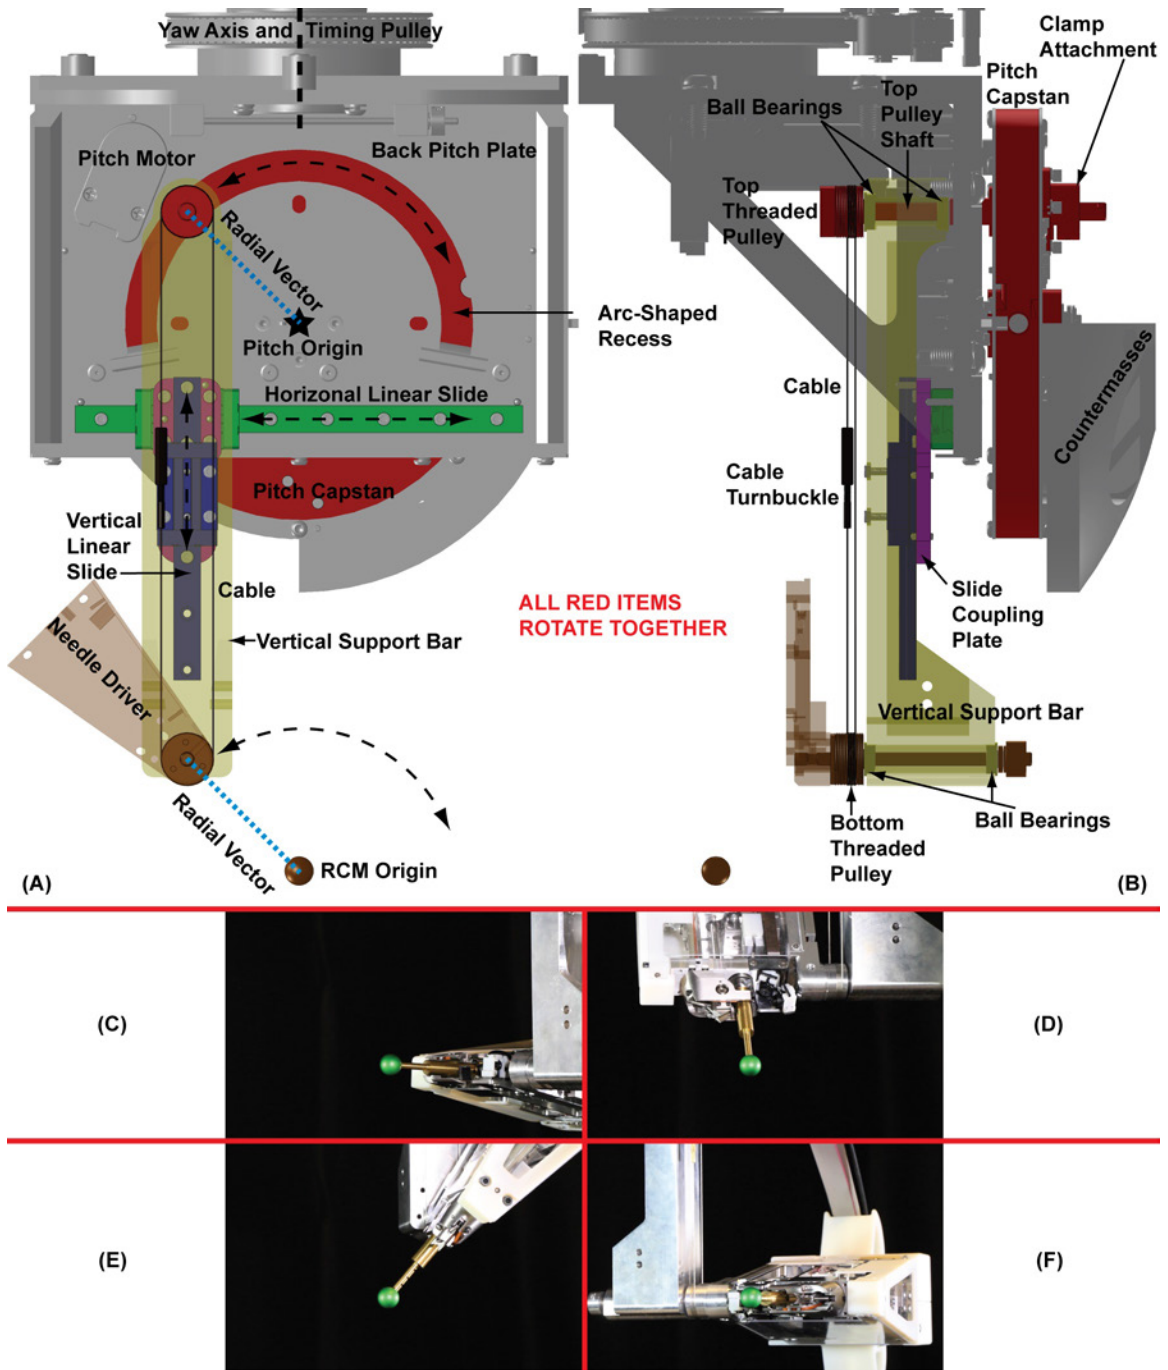 Yaw Axis and Timing Pulley
Pitch Motor
Back Pitch Plate
Radial Vector
Pitch Origin
Arc-Shaped
Recess
Horizonal Linear Slide
Pitch Capstan
Vertical
Linear
Slide
Cable
Vertical Support Bar
Needle Driver
Radial Vector
RCM Origin
(A)
ALL RED ITEMS
ROTATE TOGETHER
Clamp
Attachment
Pitch
Capstan
Ball Bearings
Top
Pulley
Shaft
Top
Threaded
Pulley
Cable
Cable
Turnbuckle
Countermasses
Slide
Coupling
Plate
Vertical Support Bar
Bottom
Threaded
Pulley
Ball Bearings
(B)
(C)
(D)
(E)
(F)